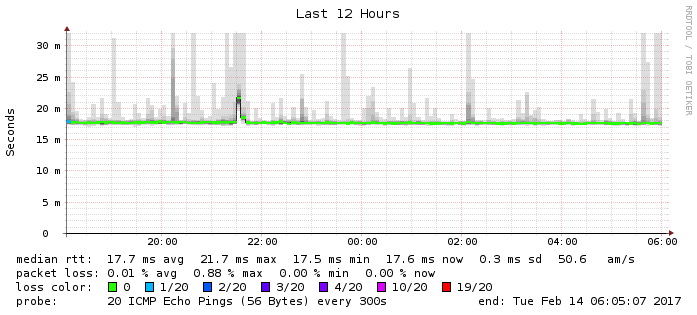 Last 12 Hours
RRDTOOL / TOBI OETIKER
Seconds
30 m
25 m
20 m
15 m
10 m
5 m
0
20:00 22:00 00:00 02:00 04:00 06:00
median rtt: 17.7 ms avg 21.7 ms max 17.5 ms min 17.6 ms now 0.3 ms sd 50.6 am/s
packet loss: 0.01 % avg 0.88 % max 0.00 % min 0.00 % now
loss color: 0 1/20 2/20 3/20 4/20 10/20 19/20
probe: 20 ICMP Echo Pings (56 Bytes) every 300s end: Tue Feb 14 06:05:07 2017